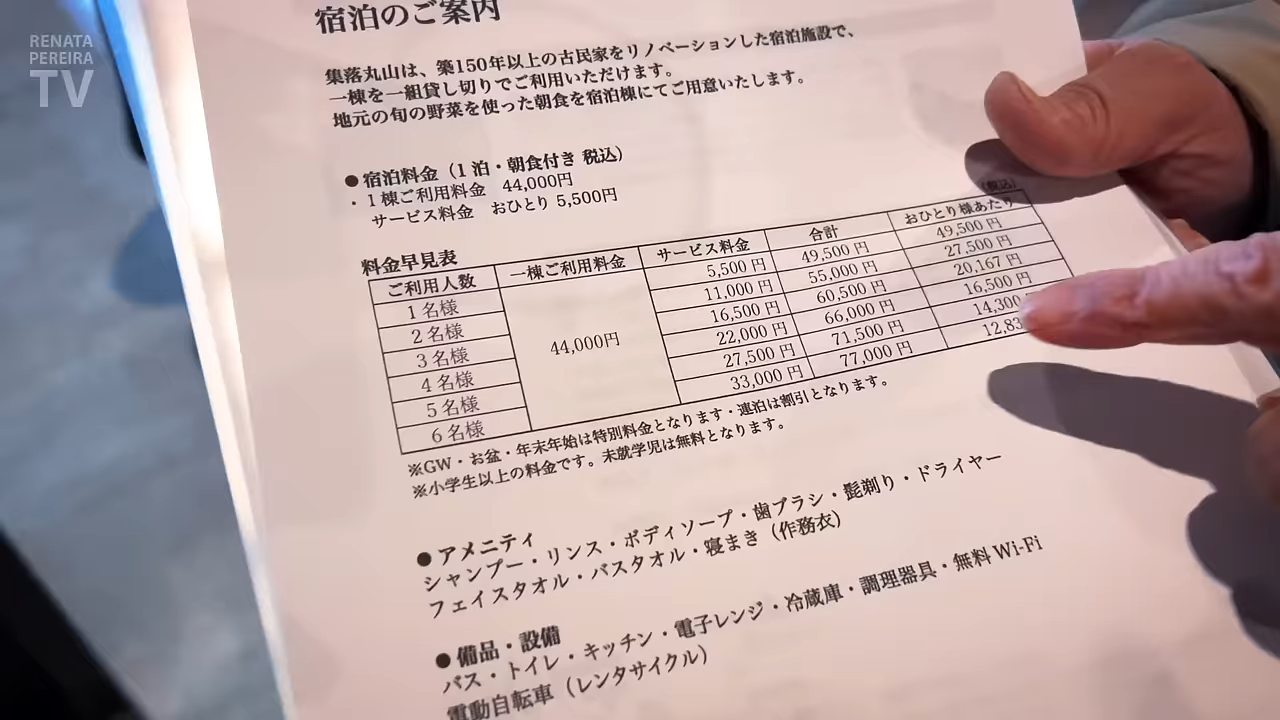 RENATA
PEREIRA
TV
宿泊のご案内
集落丸山は、築150年以上の古民家をリノベーションした宿泊施設で、
一棟を一組貸し切りでご利用いただけます。
地元の旬の野菜を使った朝食を宿泊棟にてご用意いたします。
●宿泊料金（1泊・朝食付き 税込）
・1棟ご利用料金 44,000円
サービス料金 おひとり 5,500円
料金早見表
(税込)
ご利用人数 一棟ご利用料金 サービス料金 合計 おひとり様あたり
1名様 44,000円 5,500円 49,500円 49,500円
2名様 11,000円 55,000円 27,500円
3名様 16,500円 60,500円 20,167円
4名様 22,000円 66,000円 16,500円
5名様 27,500円 71,500円 14,300
6名様 33,000円 77,000円 12,83
※GW・お盆・年末年始は特別料金となります・連泊は割引となります。
※小学生以上の料金です。未就学児は無料となります。
●アメニティ
シャンプー・リンス・ボディソープ・歯ブラシ・髭剃り・ドライヤー
フェイスタオル・バスタオル・寝まき（作務衣）
●備品・設備
バス・トイレ・キッチン・電子レンジ・冷蔵庫・調理器具・無料Wi-Fi
電動自転車（レンタサイクル）